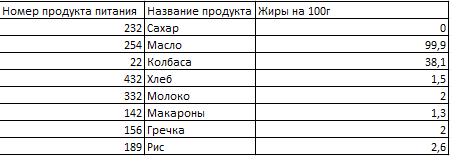 Номер продукта питания Название продукта Жиры на 100г
232 Сахар 0
254 Масло 99,9
22 Колбаса 38,1
432 Хлеб 1,5
332 Молоко 2
142 Макароны 1,3
156 Гречка 2
189 Рис 2,6